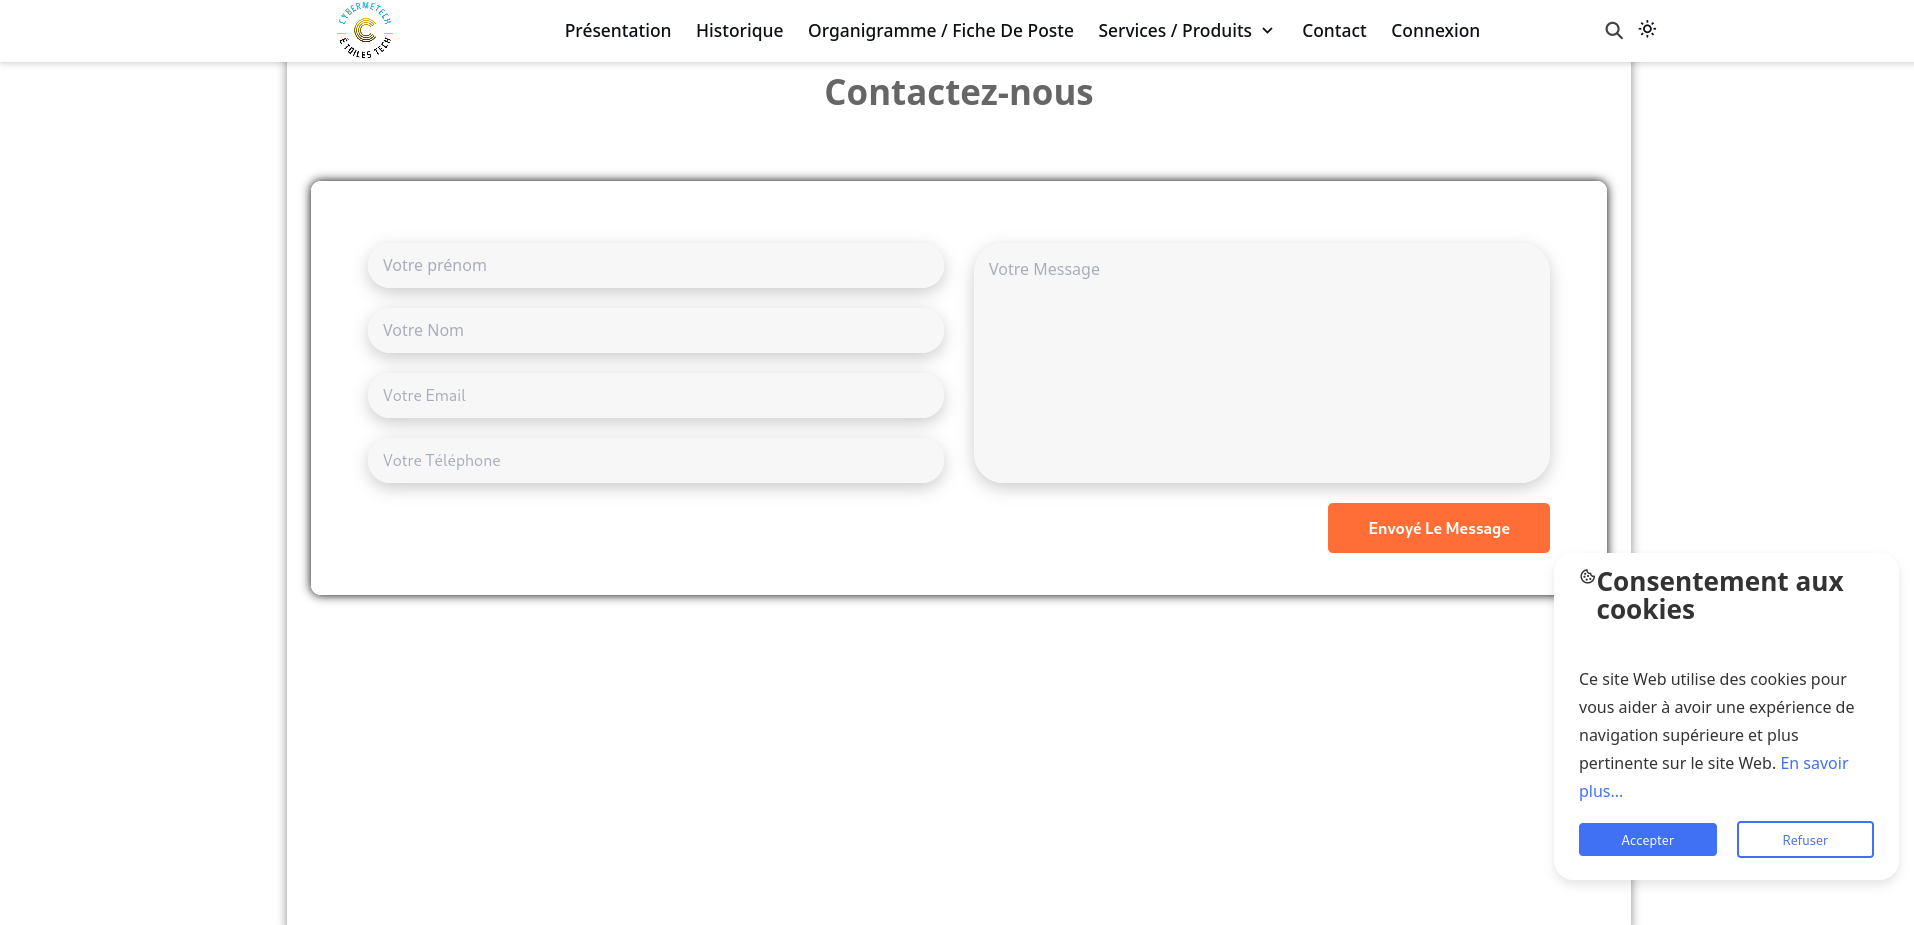 CYBERMETECH
ÉTOILES TECH
Présentation Historique Organigramme / Fiche De Poste Services / Produits Contact Connexion
Contactez-nous
Votre prénom
Votre Nom
Votre Email
Votre Téléphone
Votre Message
Envoyé Le Message
Consentement aux
cookies
Ce site Web utilise des cookies pour
vous aider à avoir une expérience de
navigation supérieure et plus
pertinente sur le site Web. En savoir
plus...
Accepter
Refuser